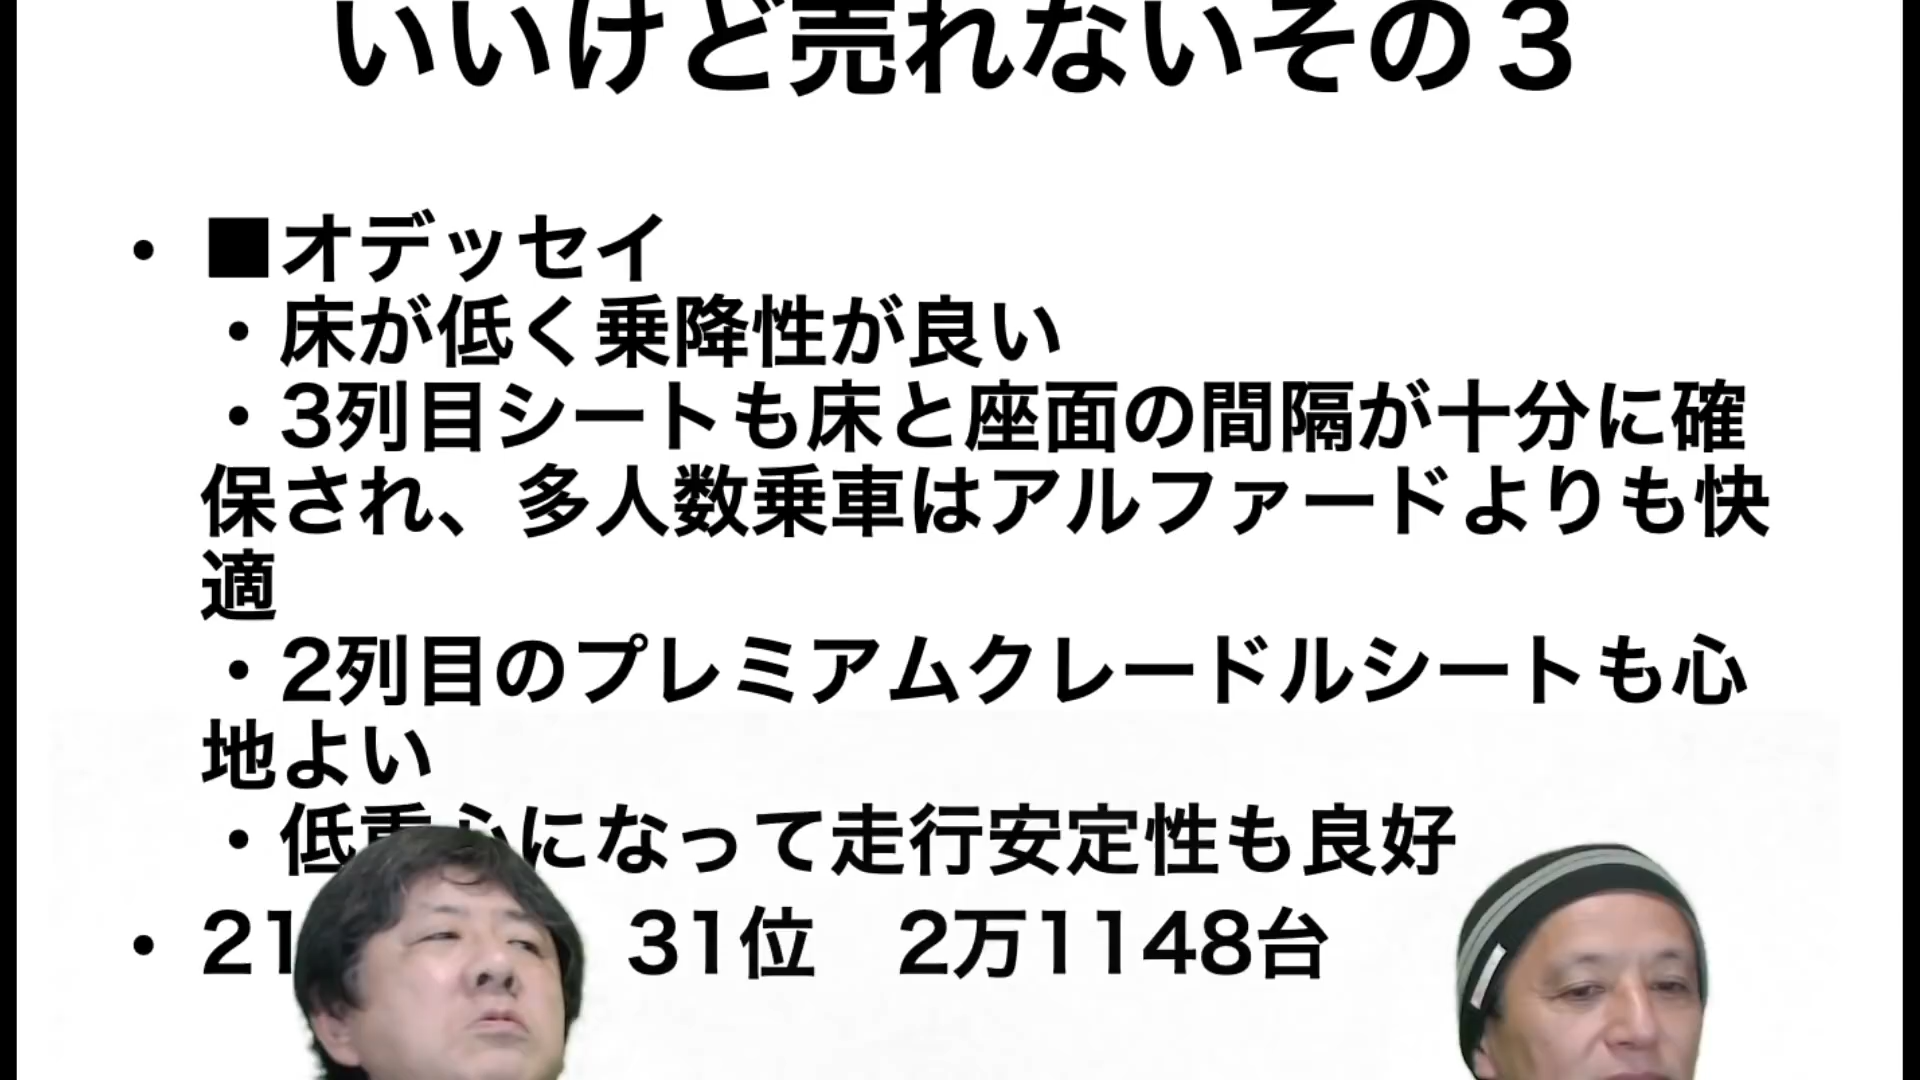 いいけど売れないその３
• ■オデッセイ
・床が低く乗降性が良い
・3列目シートも床と座面の間隔が十分に確
保され、多人数乗車はアルファードよりも快
適
・2列目のプレミアムクレードルシートも心
地よい
・低重心になって走行安定性も良好
• 21 31位 2万1148台